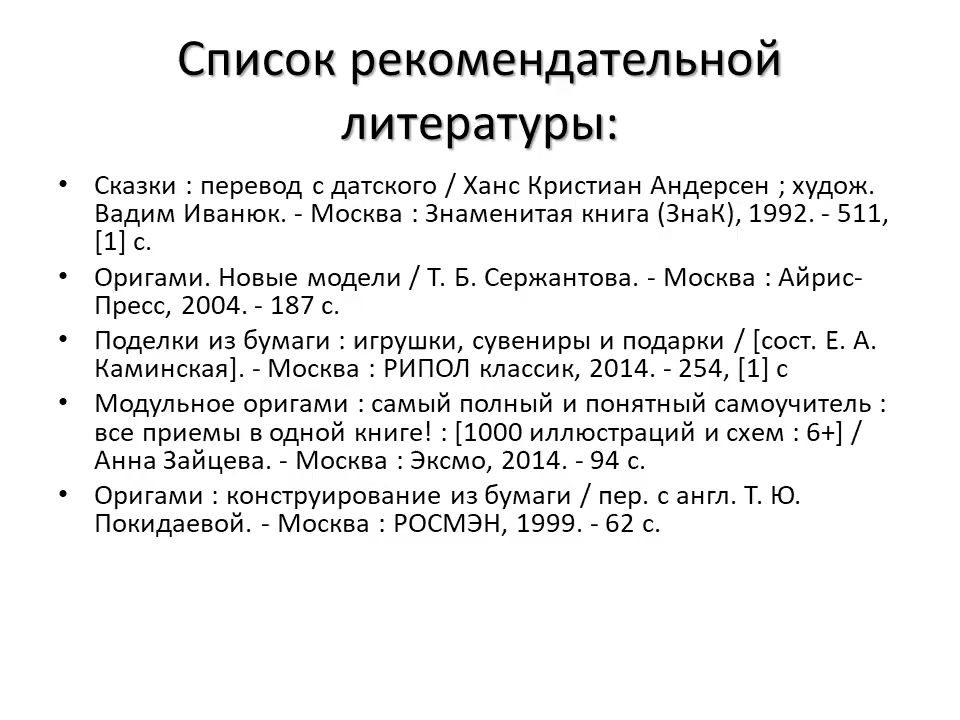 Список рекомендательной
литературы:
• Сказки : перевод с датского / Ханс Кристиан Андерсен ; худож.
Вадим Иванюк. - Москва : Знаменитая книга (ЗнаК), 1992. - 511,
[1] с.
• Оригами. Новые модели / Т. Б. Сержантова. - Москва : Айрис-
Пресс, 2004. - 187 с.
• Поделки из бумаги : игрушки, сувениры и подарки / [сост. Е. А.
Каминская]. - Москва : РИПОЛ классик, 2014. - 254, [1] с
• Модульное оригами : самый полный и понятный самоучитель :
все приемы в одной книге! : [1000 иллюстраций и схем : 6+] /
Анна Зайцева. - Москва : Эксмо, 2014. - 94 с.
• Оригами : конструирование из бумаги / пер. с англ. Т. Ю.
Покидаевой. - Москва : РОСМЭН, 1999. - 62 с.